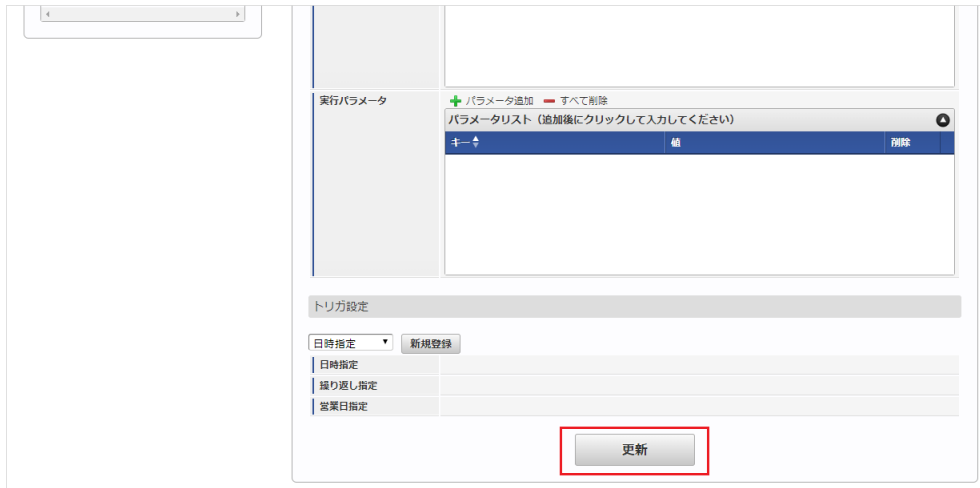 実行パラメータ
パラメータ追加 すべて削除
パラメータリスト（追加後にクリックして入力してください）
キー 値 削除
トリガ設定
日時指定 新規登録
日時指定
繰り返し指定
営業日指定
更新